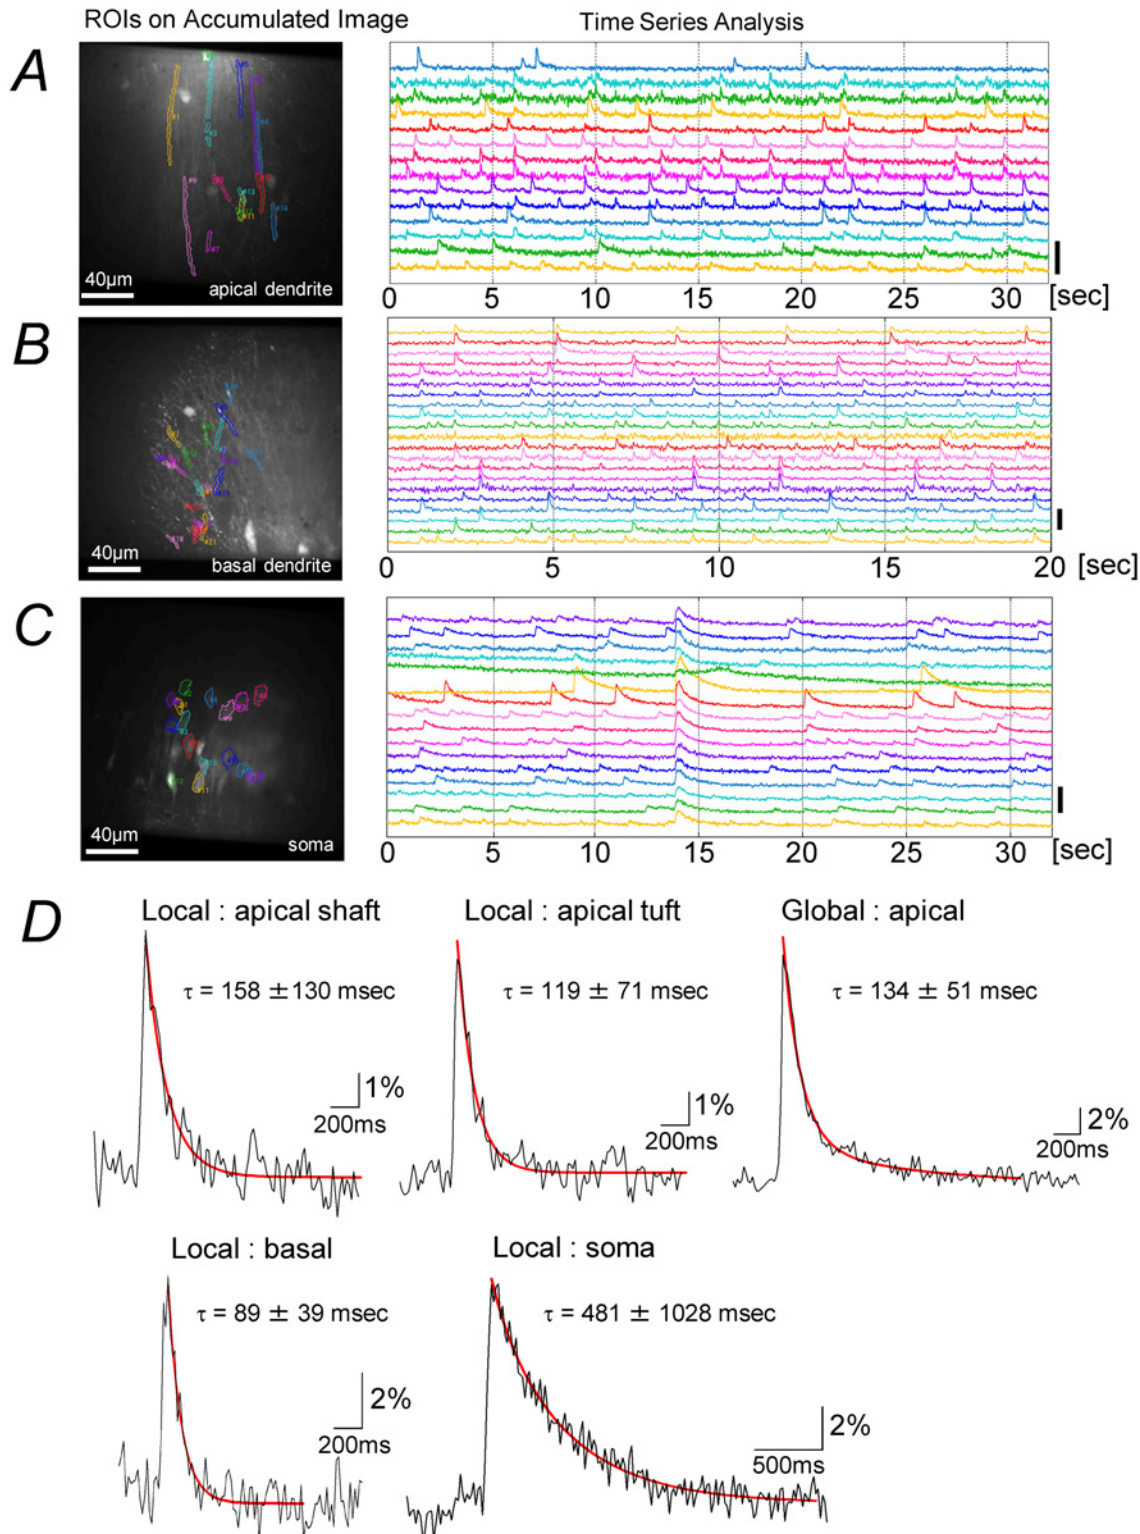 ROIs on Accumulated Image
Time Series Analysis
A
40μm
apical dendrite
0 5 10 15 20 25 30 [sec]
B
40μm
basal dendrite
5 10 15 20 [sec]
C
40μm
soma
0 5 10 15 20 25 30 [sec]
D
Local : apical shaft
τ = 158 ±130 msec
1%
200ms
Local : apical tuft
τ = 119 ± 71 msec
1%
200ms
Global : apical
τ = 134 ± 51 msec
2%
200ms
Local : basal
τ = 89 ± 39 msec
2%
200ms
Local : soma
τ = 481 ± 1028 msec
2%
500ms